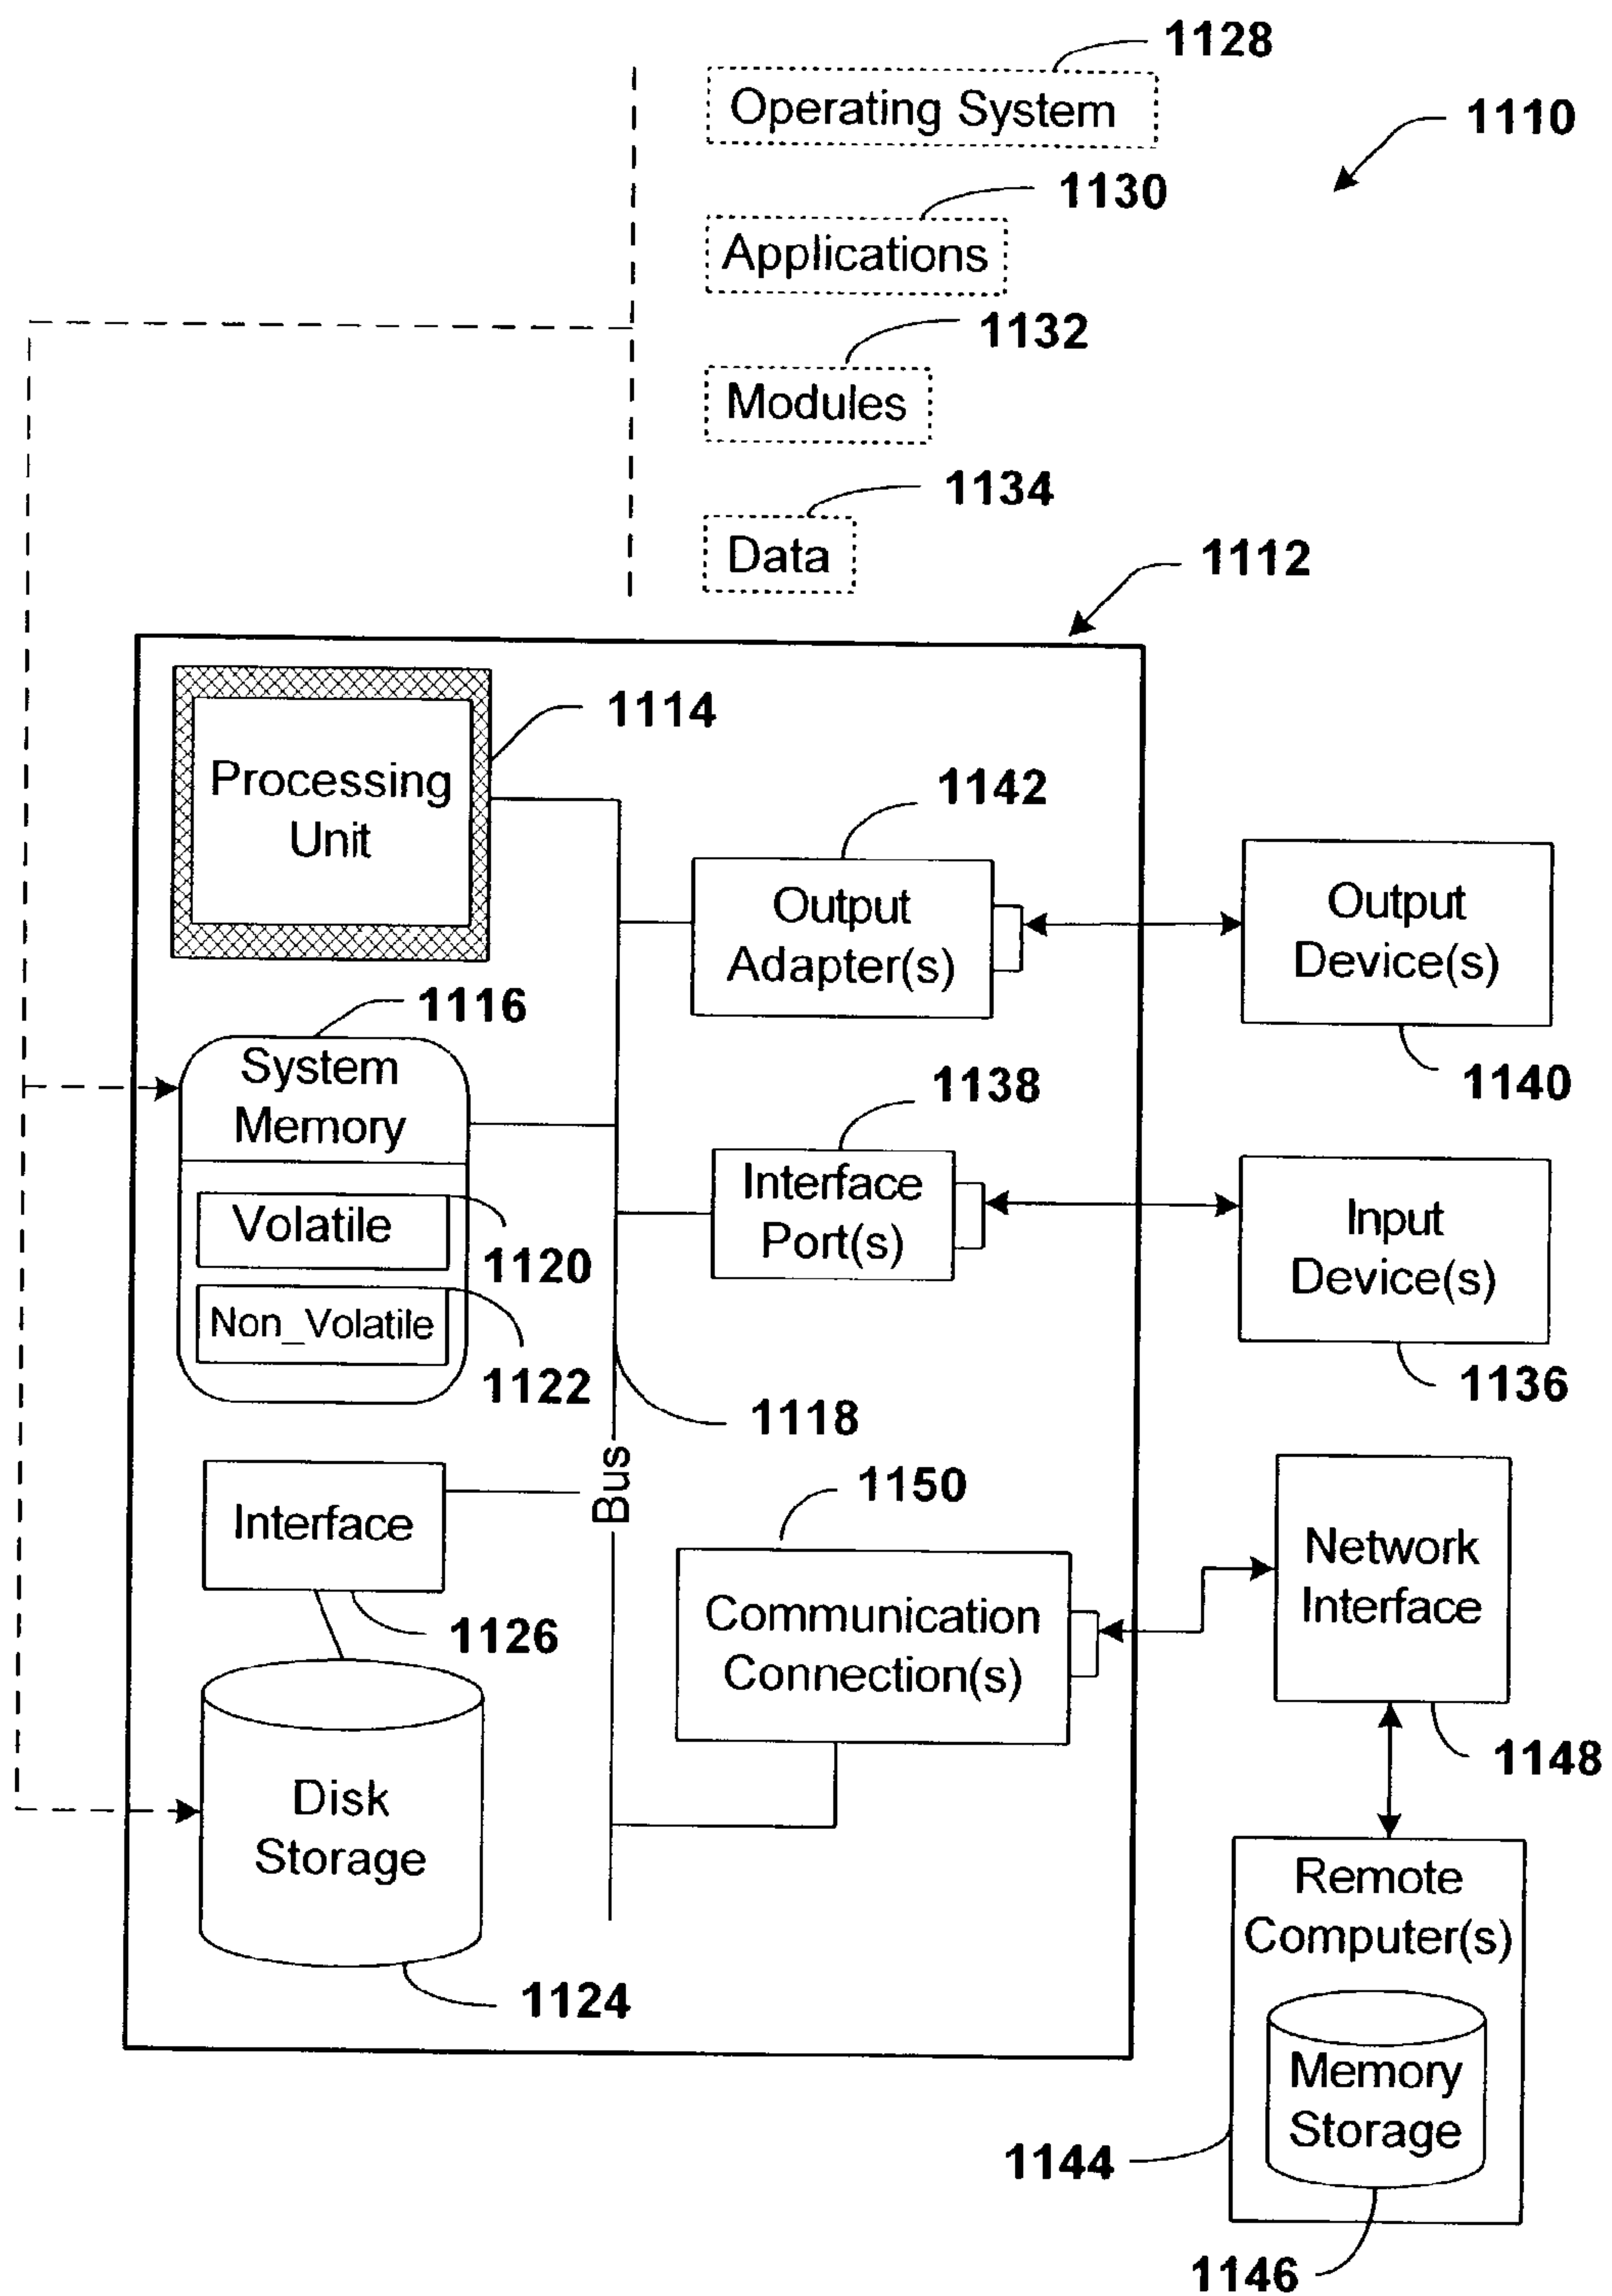 1128
Operating System
1110
1130
Applications
1132
Modules
1134
Data
1112
1114
Processing
Unit
1142
Output
Adapter(s)
Output
Device(s)
1140
1116
System
Memory
Volatile
1120
Non_Volatile
1122
1138
Interface
Port(s)
Input
Device(s)
1136
1118
Bus
Interface
1126
1150
Communication
Connection(s)
Network
Interface
1148
Disk
Storage
1124
Remote
Computer(s)
Memory
Storage
1144
1146